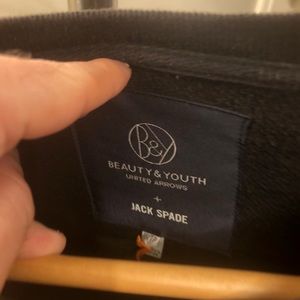 B&Y
BEAUTY & YOUTH
UNITED ARROWS
+
JACK SPADE